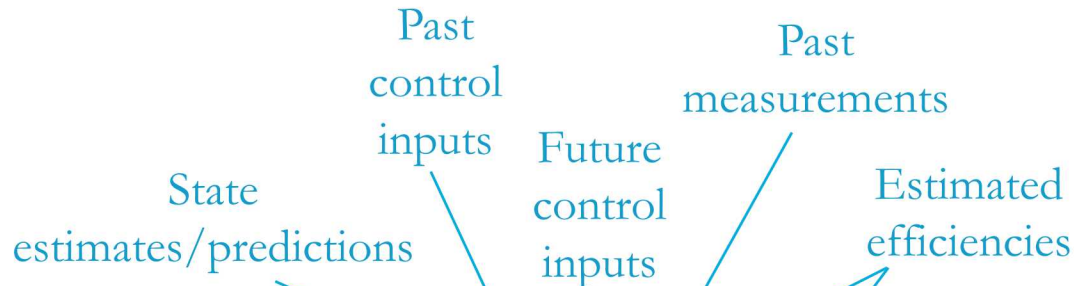 Past
control
inputs
Past
measurements
Future
control
inputs
State
estimates/predictions
Estimated
efficiencies